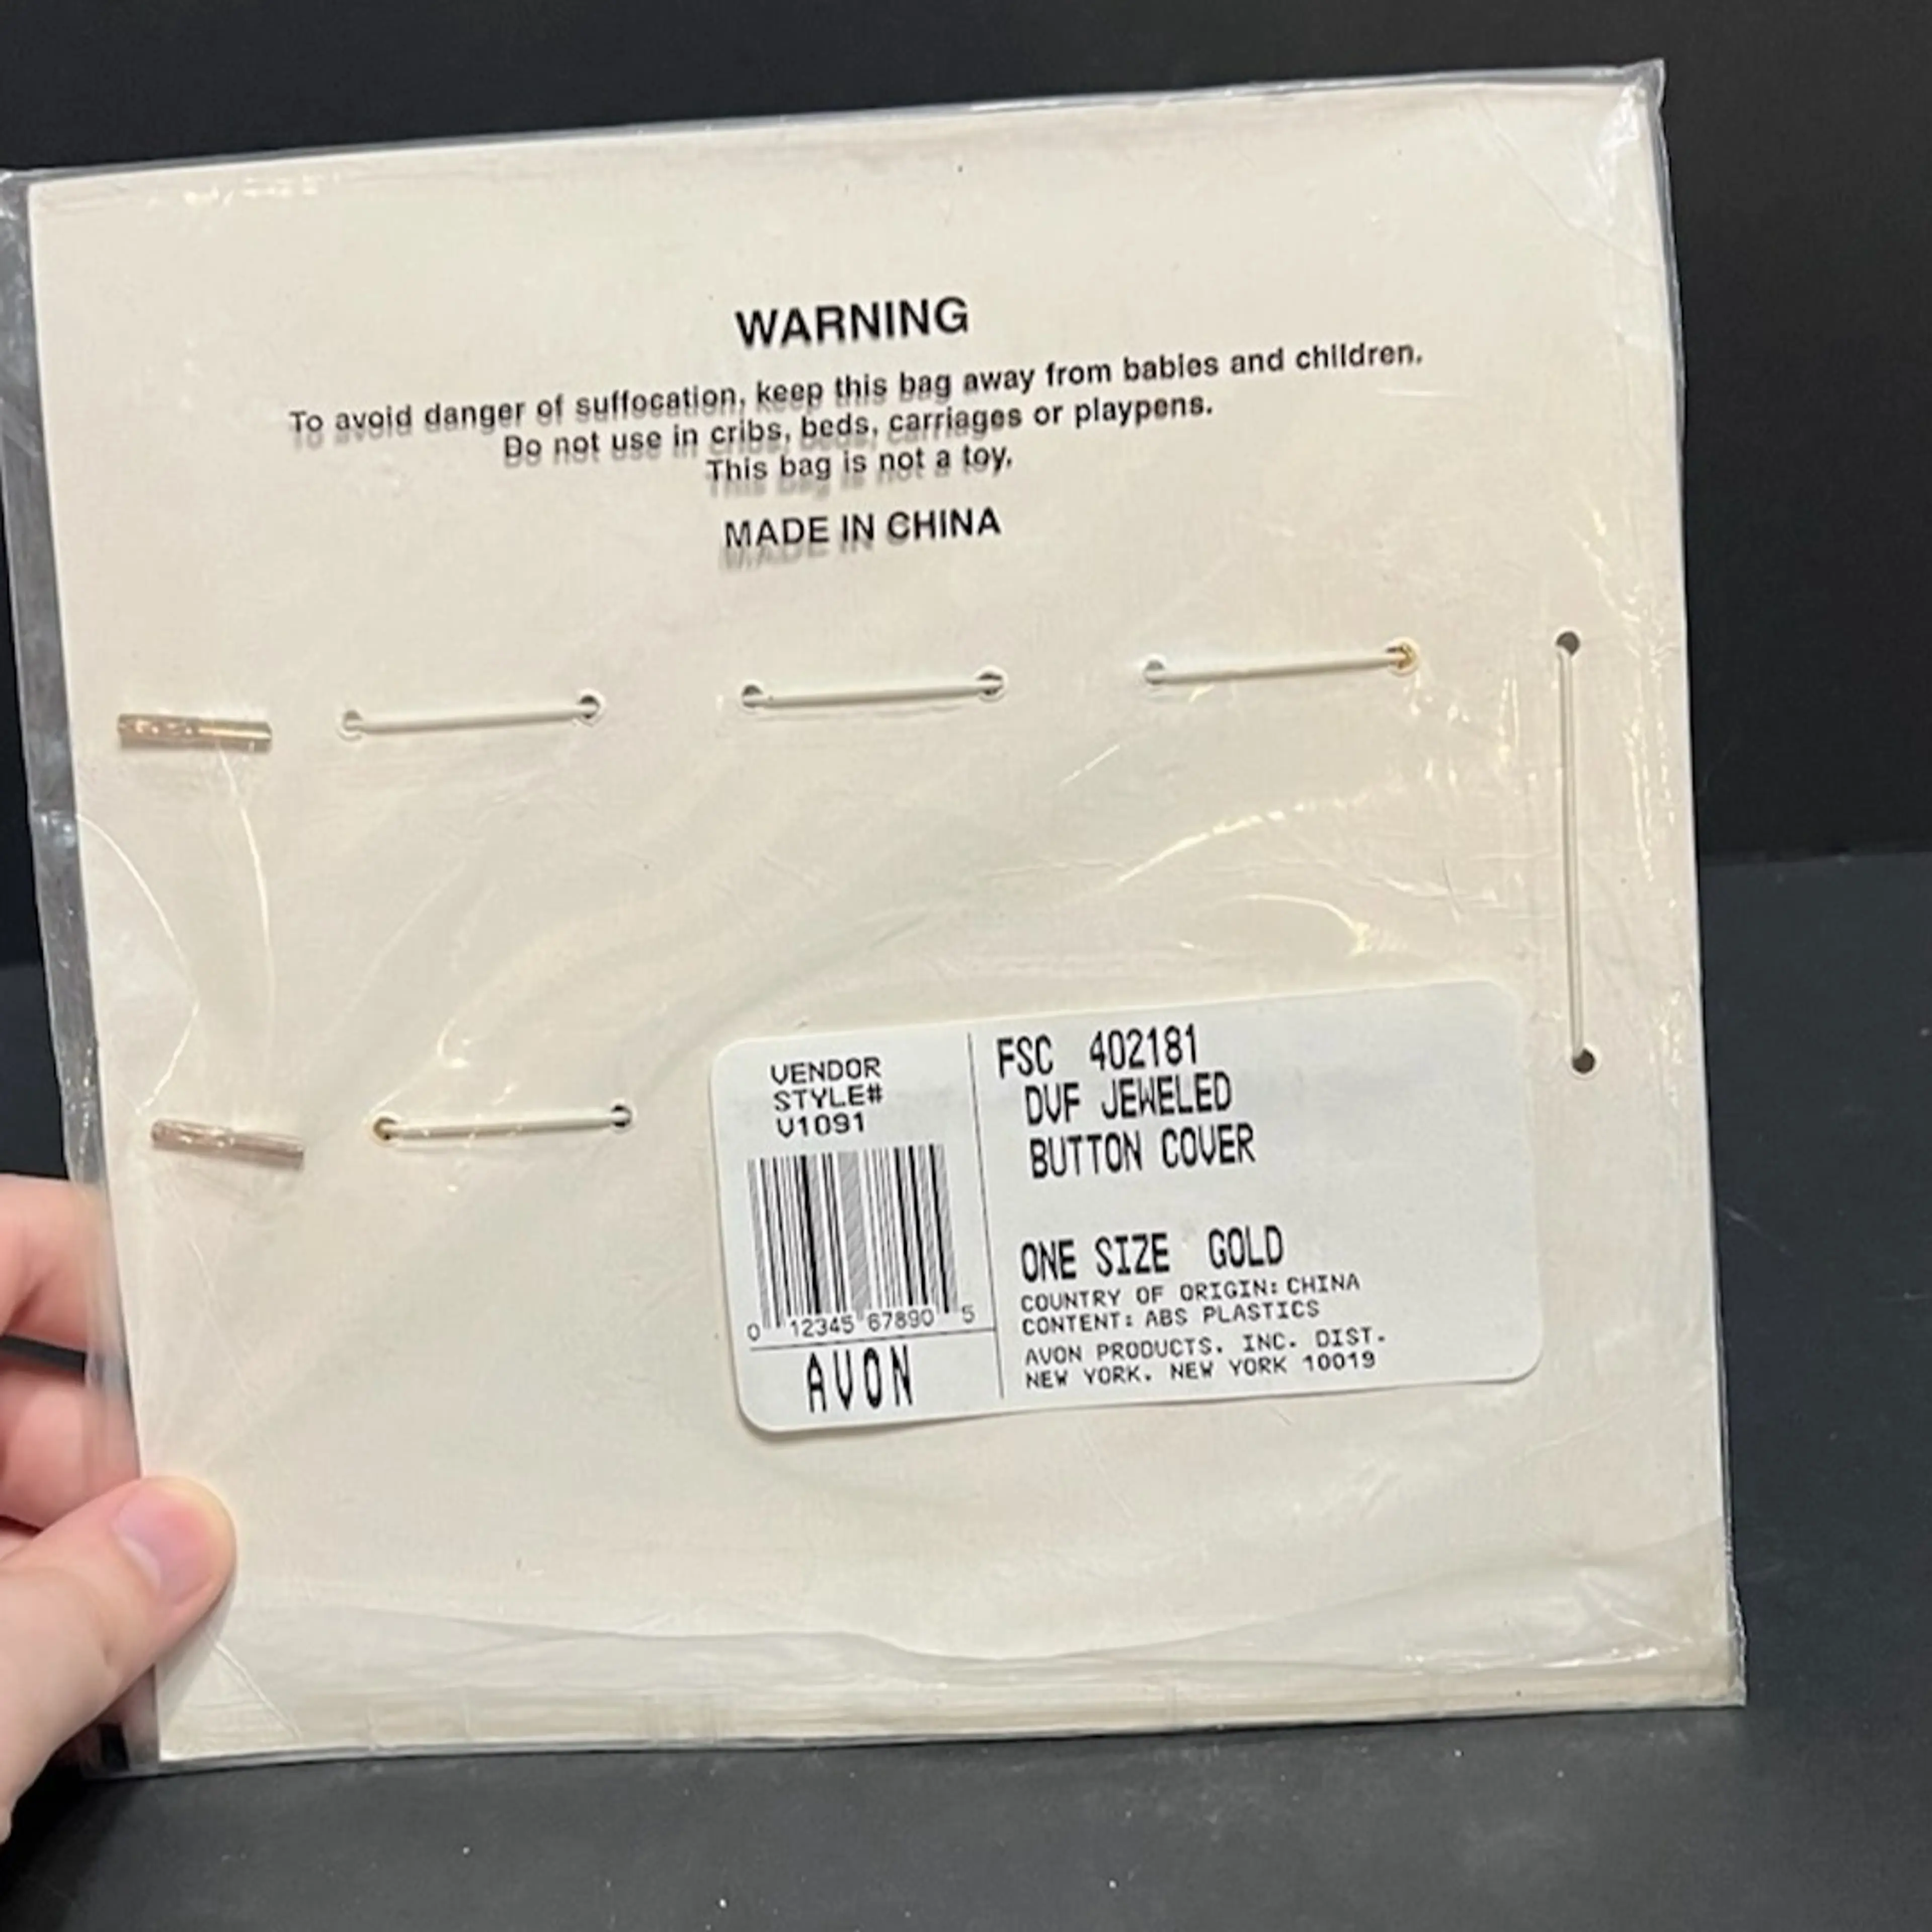 WARNING
To avoid danger of suffocation, keep this bag away from babies and children.
Do not use in cribs, beds, carriages or playpens.
This bag is not a toy.
MADE IN CHINA
VENDOR
STYLE#
V1091
0 12345 67890 5
AVON
FSC 402181
DVF JEWELED
BUTTON COVER
ONE SIZE GOLD
COUNTRY OF ORIGIN: CHINA
CONTENT: ABS PLASTICS
AVON PRODUCTS. INC. DIST.
NEW YORK. NEW YORK 10019